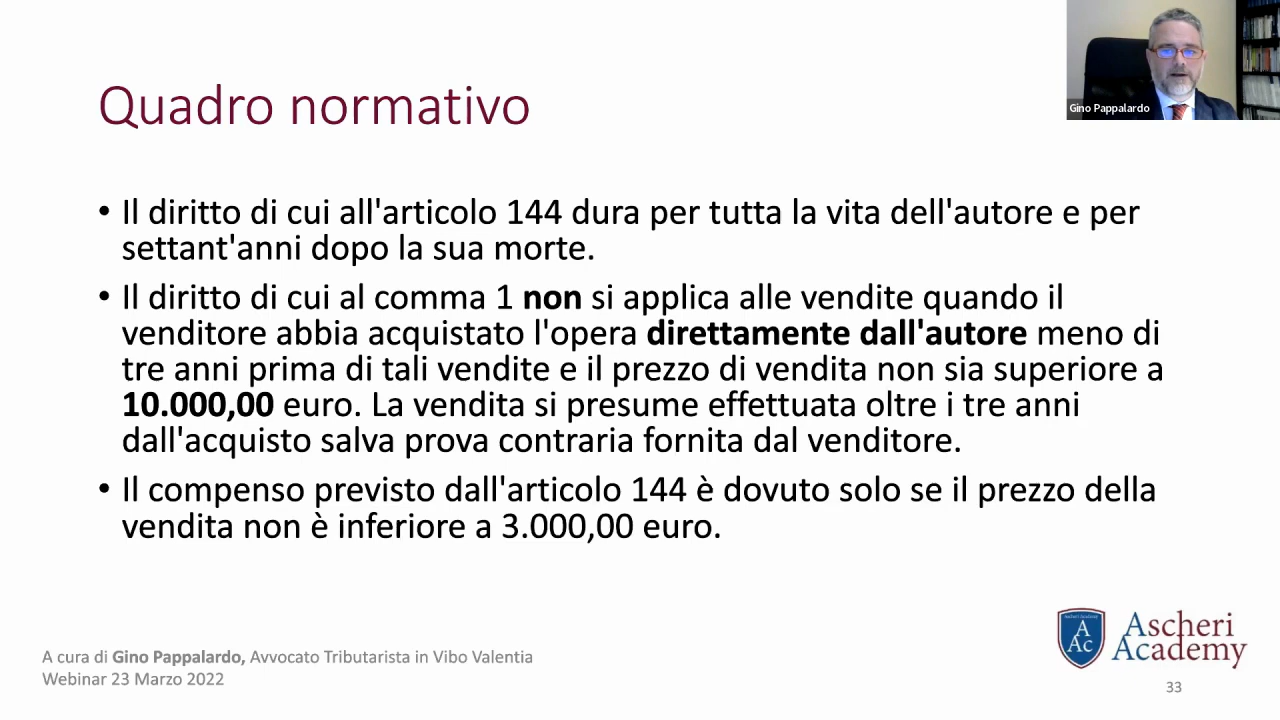 Quadro normativo
Gino Pappalardo
• Il diritto di cui all'articolo 144 dura per tutta la vita dell'autore e per
settant'anni dopo la sua morte.
• Il diritto di cui al comma 1 non si applica alle vendite quando il
venditore abbia acquistato l'opera direttamente dall'autore meno di
tre anni prima di tali vendite e il prezzo di vendita non sia superiore a
10.000,00 euro. La vendita si presume effettuata oltre i tre anni
dall'acquisto salva prova contraria fornita dal venditore.
• Il compenso previsto dall'articolo 144 è dovuto solo se il prezzo della
vendita non è inferiore a 3.000,00 euro.
A cura di Gino Pappalardo, Avvocato Tributarista in Vibo Valentia
Webinar 23 Marzo 2022
Ascheri Academy
A
Ac
Ascheri
Academy
33